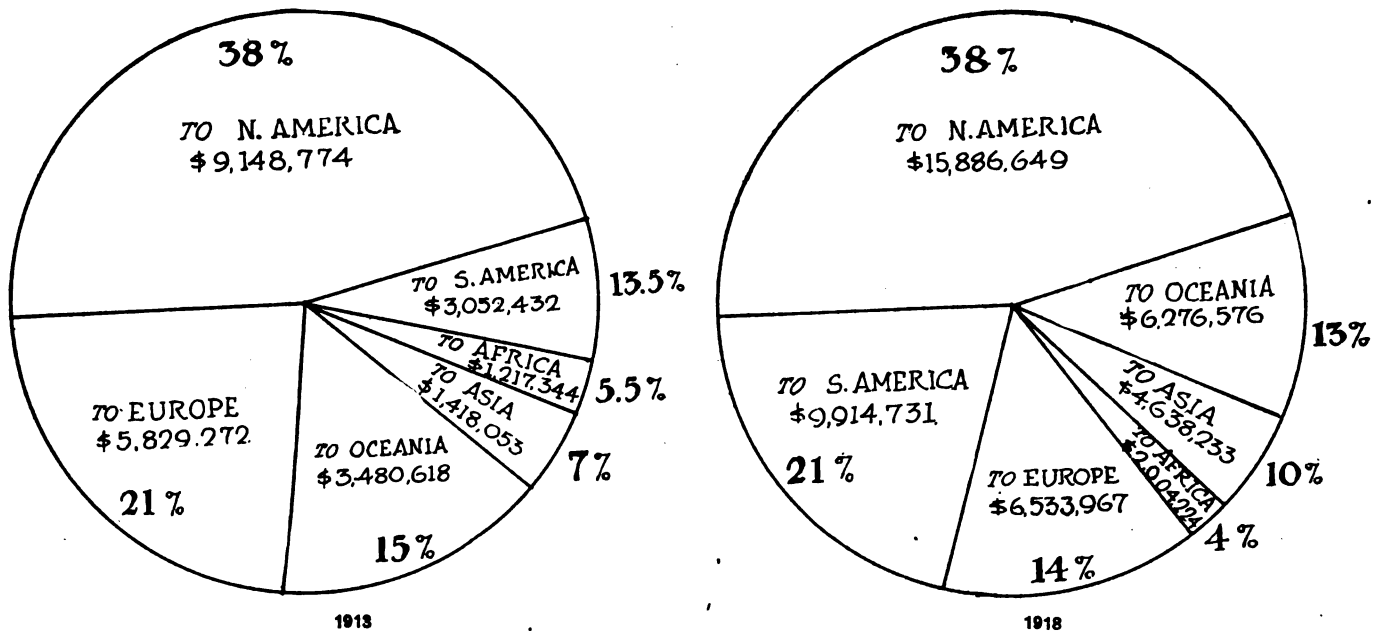 38%
TO N. AMERICA
$9,148,774
TO S. AMERICA
$3,052,432
13.5%
TO AFRICA
$1,217,344
5.5%
TO ASIA
$1,418,053
7%
TO OCEANIA
$3,480,618
15%
TO EUROPE
$5,829.272
21%
1913
38%
TO N. AMERICA
$15,886.649
TO OCEANIA
$6.276,576
13%
TO ASIA
$4,638,233
10%
TO AFRICA
$2,904,224
4%
TO EUROPE
$6,533,967
14%
TO S. AMERICA
$9,914,731
21%
1918